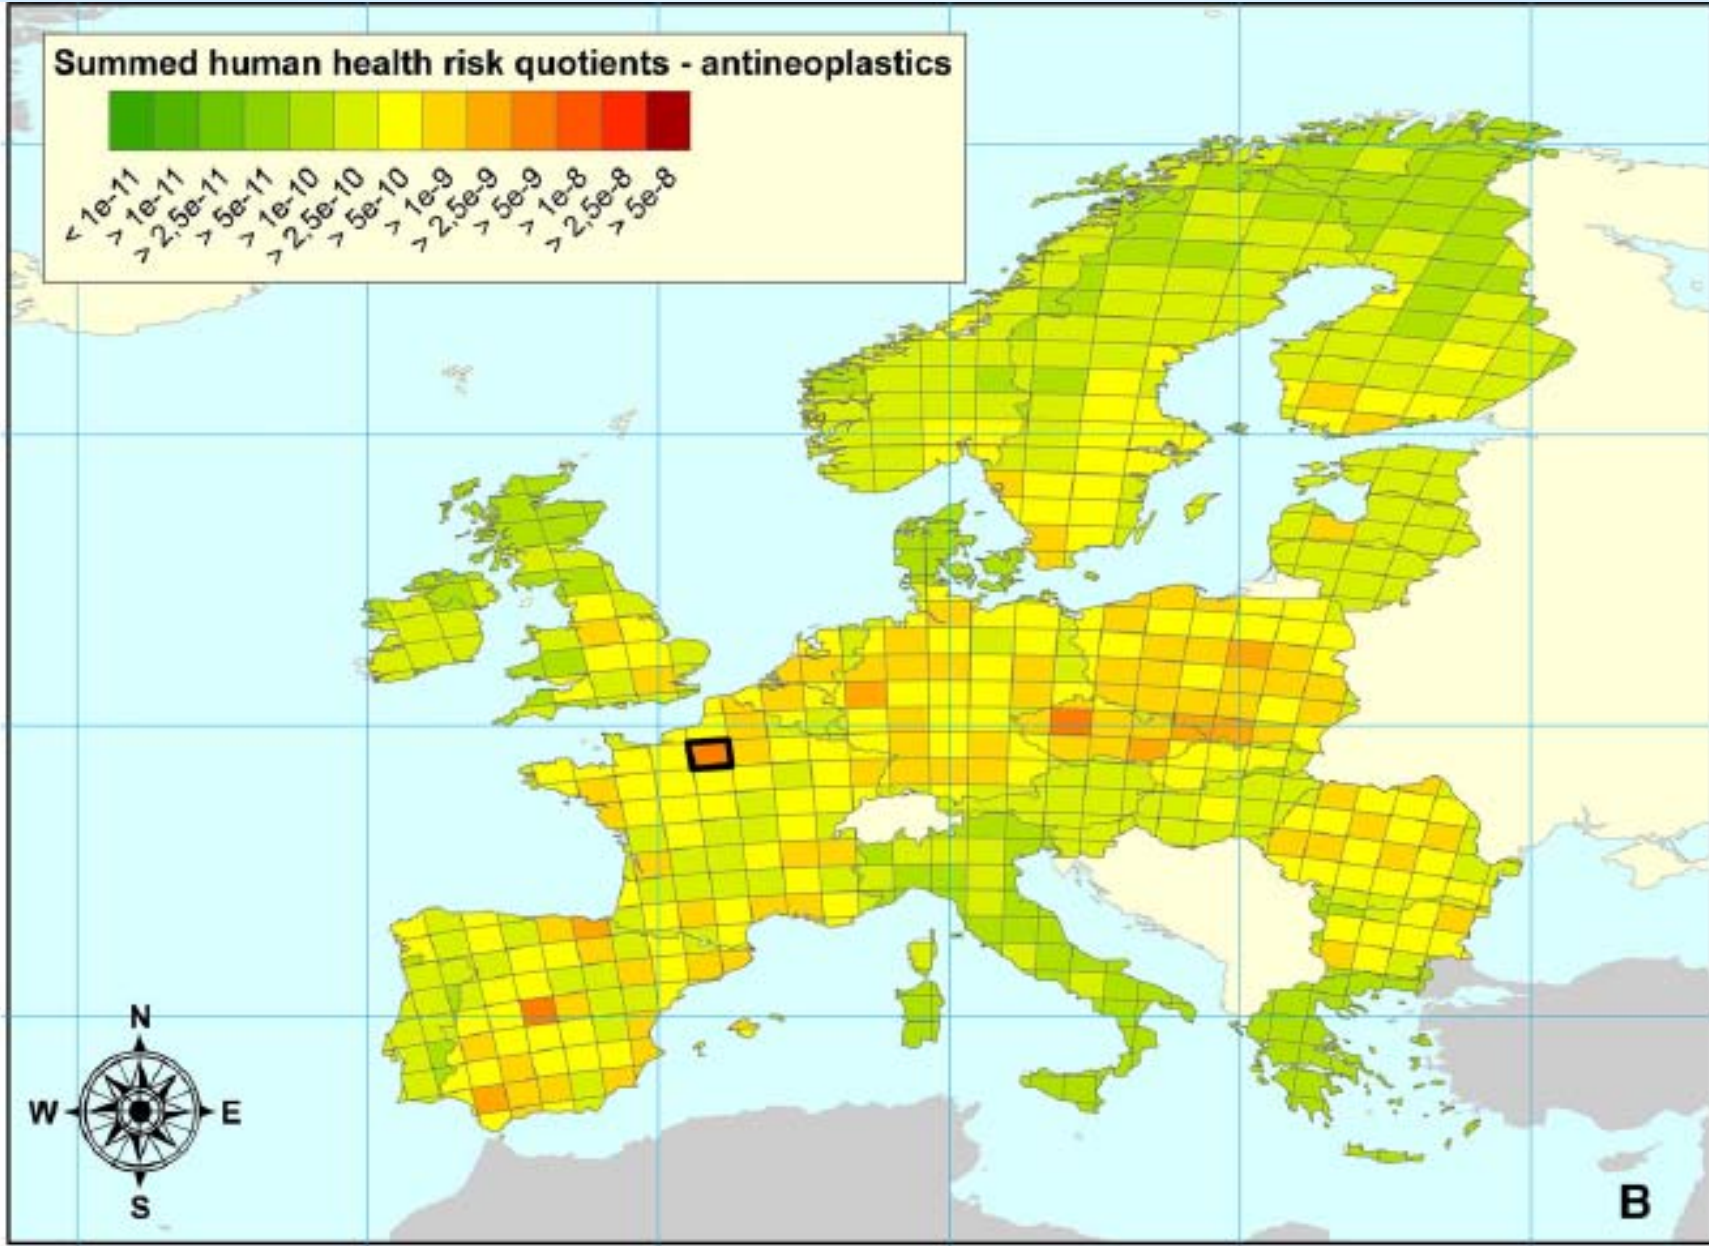 Summed human health risk quotients - antineoplastics
< 1e-11
> 1e-11
> 2,5e-11
> 5e-11
> 1e-10
> 2,5e-10
> 5e-10
> 1e-9
> 2,5e-9
> 5e-9
> 1e-8
> 2,5e-8
> 5e-8
N
W E
S
B